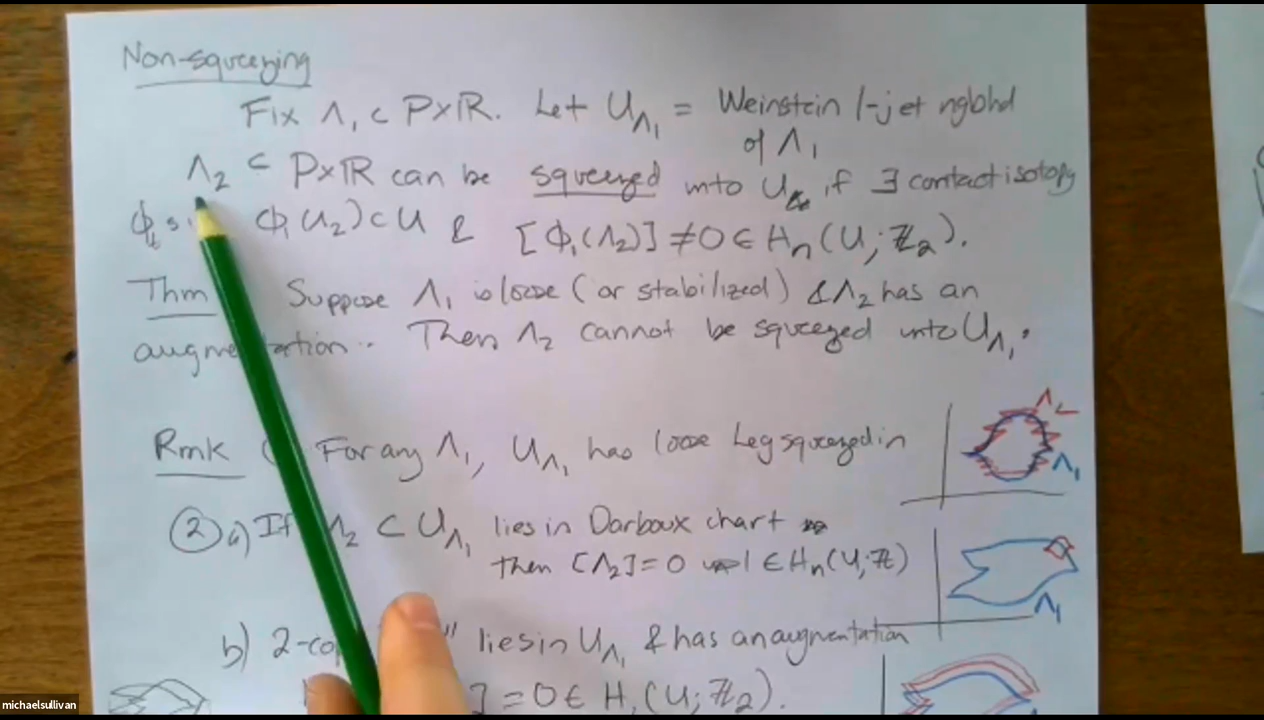 Non-squeezing
Fix Λ₁ ⊂ P×ℝ. Let U_Λ₁ = Weinstein 1-jet nghbd
of Λ₁
Λ₂ ⊂ P×ℝ can be squeezed into U if ∃ contact isotopy
ϕₜ ϕ₁(U₂) ⊂ U & [ϕ₁(Λ₂)] ≠ 0 ∈ Hₙ(U; ℤ₂).
Thm Suppose Λ₁ is loose (or stabilized) & Λ₂ has an
augmentation. Then Λ₂ cannot be squeezed into U_Λ₁.
Rmk For any Λ₁, U_Λ₁ has loose Leg squeezed in
② a) If Λ₂ ⊂ U_Λ₁ lies in Darboux chart
then [Λ₂] = 0 ∈ Hₙ(U; ℤ)
b) 2-co " lies in U_Λ₁ & has an augmentation
] = 0 ∈ H (U; ℤ₂).
Λ₂
Λ₁
Λ₁
michaelsullivan